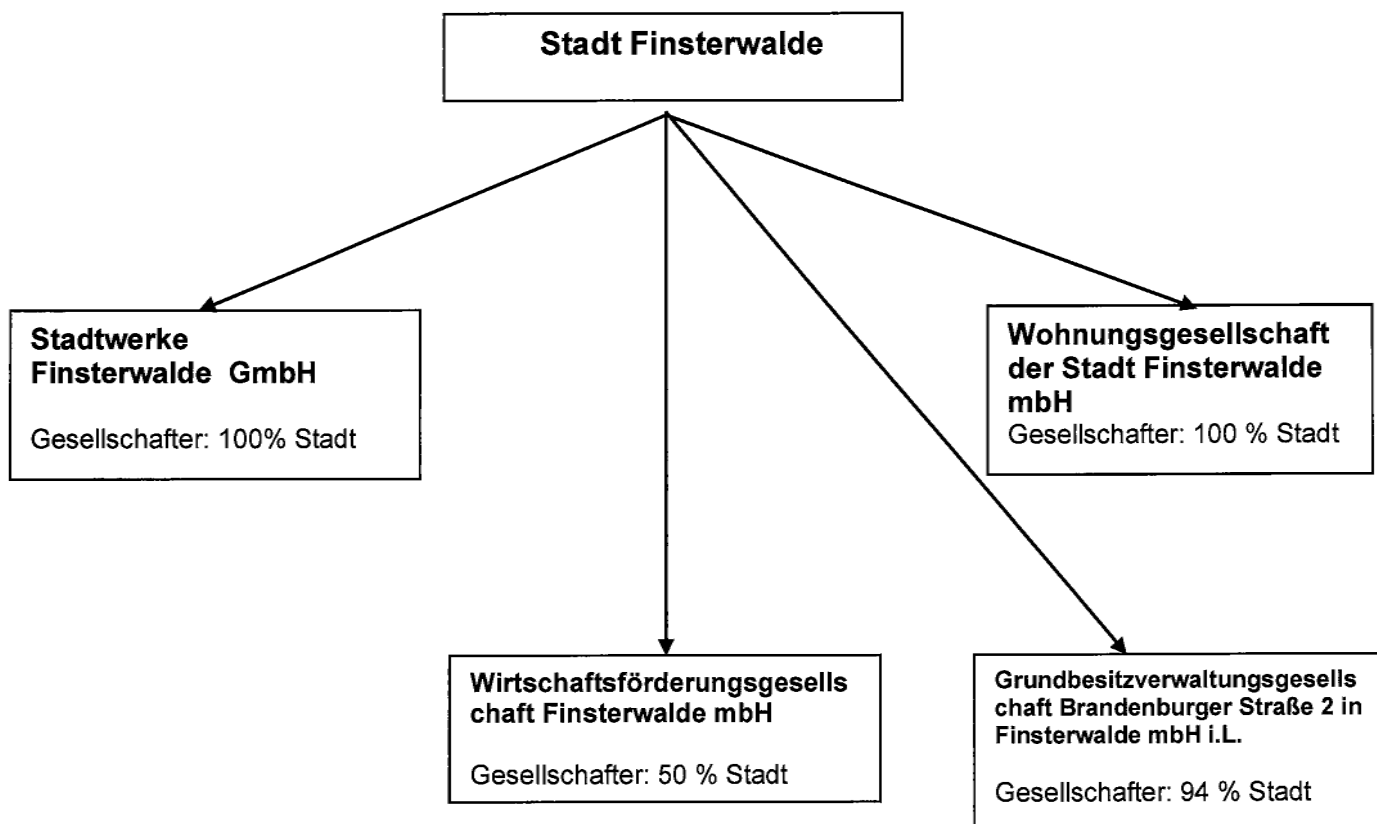 Stadt Finsterwalde
Stadtwerke
Finsterwalde GmbH
Gesellschafter: 100% Stadt
Wohnungsgesellschaft
der Stadt Finsterwalde
mbH
Gesellschafter: 100 % Stadt
Wirtschaftsförderungsgesells
chaft Finsterwalde mbH
Gesellschafter: 50 % Stadt
Grundbesitzverwaltungsgesells
chaft Brandenburger Straße 2 in
Finsterwalde mbH i.L.
Gesellschafter: 94 % Stadt